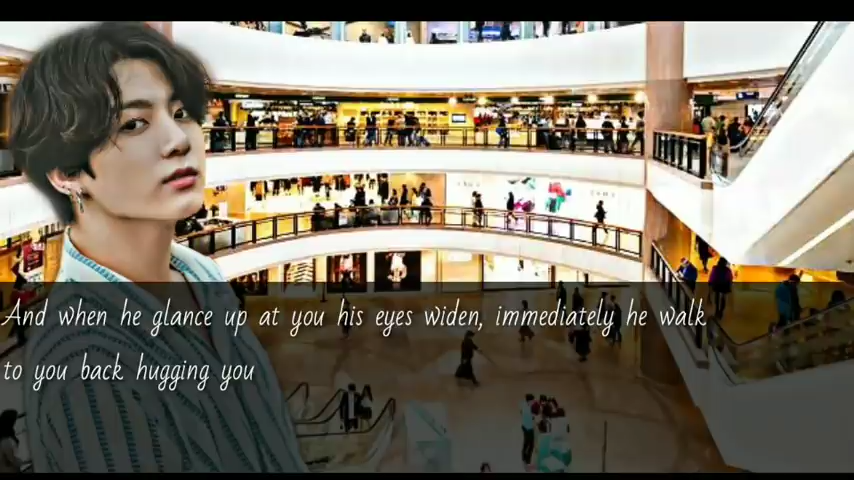 And when he glance up at you his eyes widen, immediately he walk
to you back hugging you